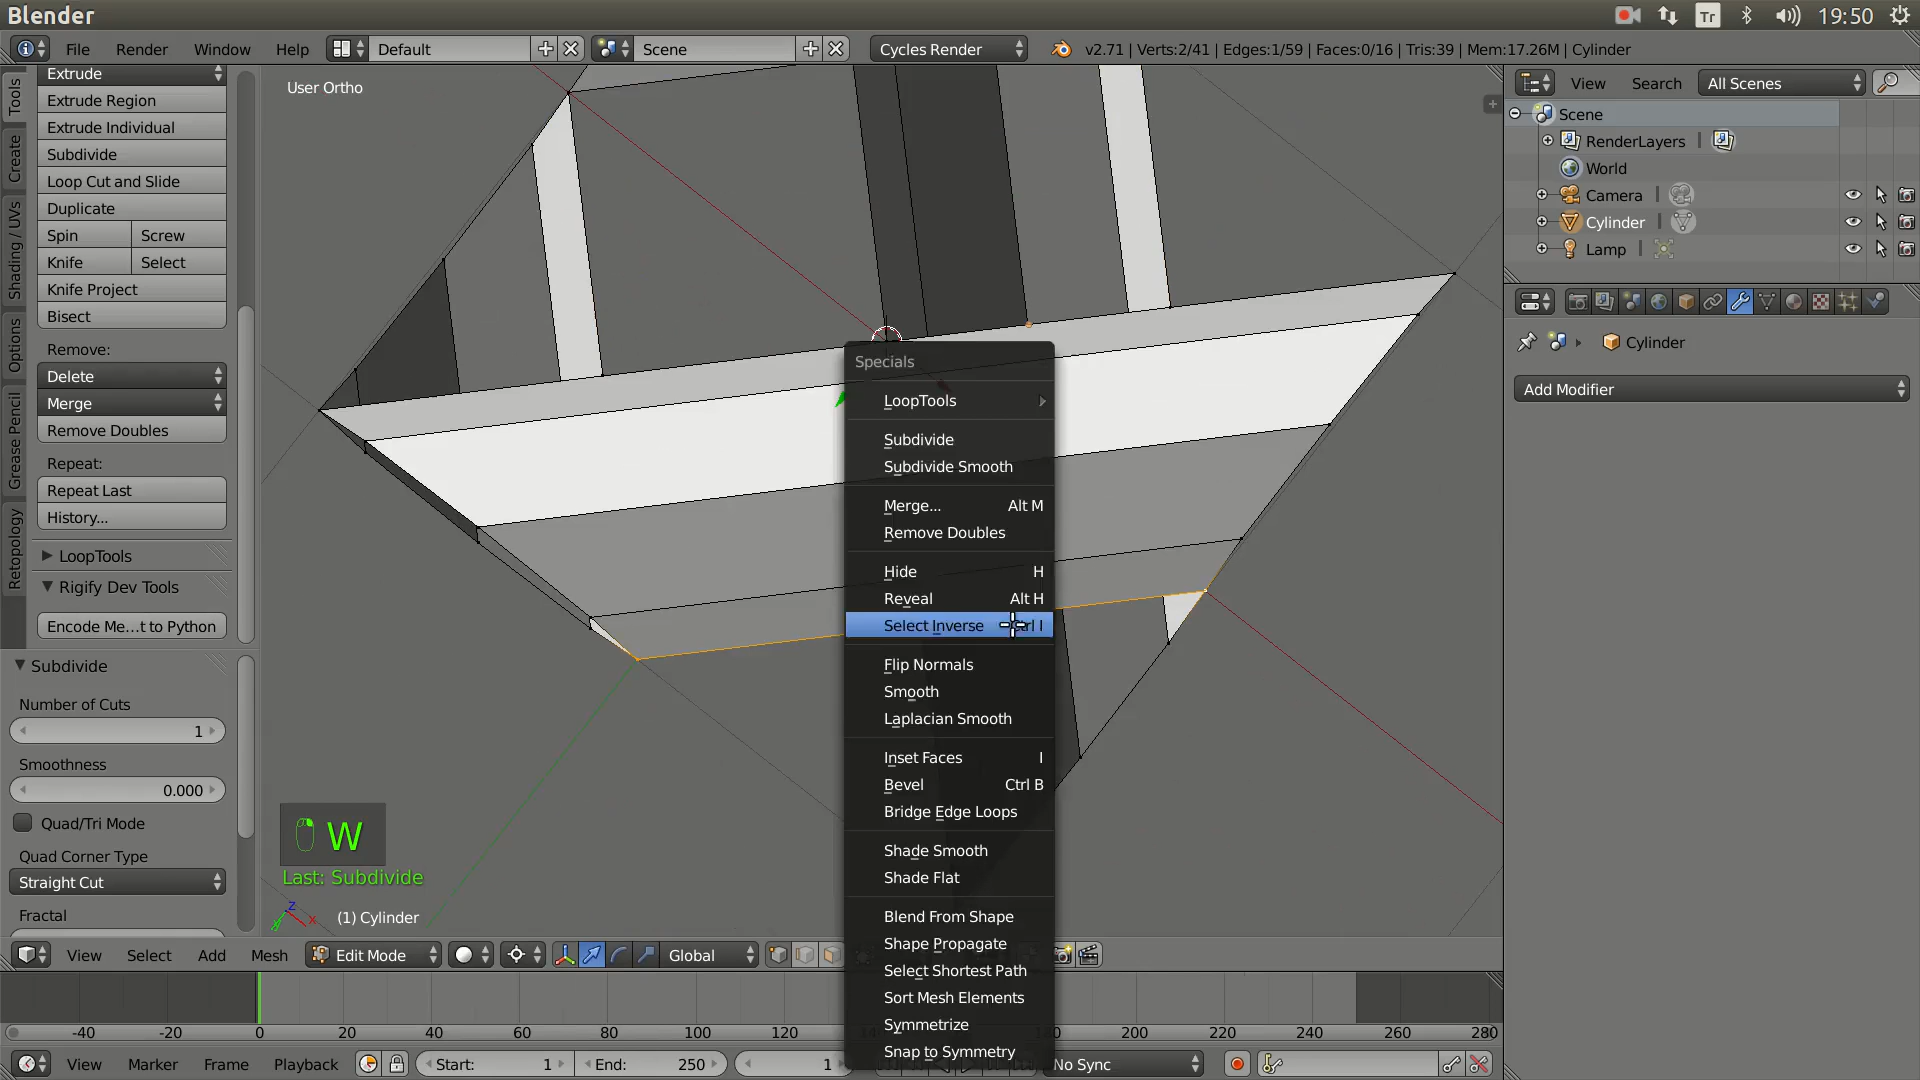 Blender
Tr
19:50
File
Render
Window
Help
Default
Scene
Cycles Render
v2.71 | Verts:2/41 | Edges:1/59 | Faces:0/16 | Tris:39 | Mem:17.26M | Cylinder
Tools
Create
Shading / UVs
Options
Grease Pencil
Retopology
Extrude
Extrude Region
Extrude Individual
Subdivide
Loop Cut and Slide
Duplicate
Spin
Screw
Knife
Select
Knife Project
Bisect
Remove:
Delete
Merge
Remove Doubles
Repeat:
Repeat Last
History...
LoopTools
Rigify Dev Tools
Encode Me...t to Python
Subdivide
Number of Cuts
1
Smoothness
0.000
Quad/Tri Mode
Quad Corner Type
Straight Cut
Fractal
User Ortho
Specials
LoopTools
Subdivide
Subdivide Smooth
Merge... Alt M
Remove Doubles
Hide H
Reveal Alt H
Select Inverse
Flip Normals
Smooth
Laplacian Smooth
Inset Faces I
Bevel Ctrl B
Bridge Edge Loops
Shade Smooth
Shade Flat
Blend From Shape
Shape Propagate
Select Shortest Path
Sort Mesh Elements
Symmetrize
Snap to Symmetry
W
Last: Subdivide
z
x
(1) Cylinder
View
Select
Add
Mesh
Edit Mode
Global
-40 -20 0 20 40 60 80 100 120 200 220 240 260 280
View
Marker
Frame
Playback
Start: 1
End: 250
1
No Sync
View
Search
All Scenes
Scene
RenderLayers
World
Camera
Cylinder
Lamp
Cylinder
Add Modifier